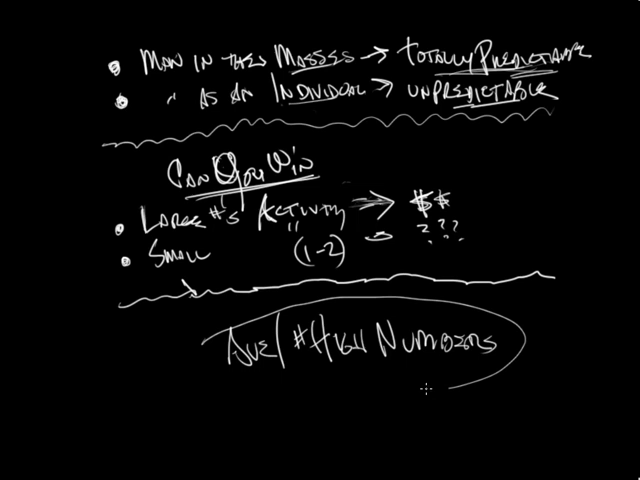 • MAN IN THE MASSES → TOTALLY PREDICTABLE
• " AS AN INDIVIDUAL → UNPREDICTABLE
CAN YOU WIN
• LARGE #'S ACTIVITY → $$
• SMALL " (1-2) = ? ? ?
/ #HIGH NUMBERS